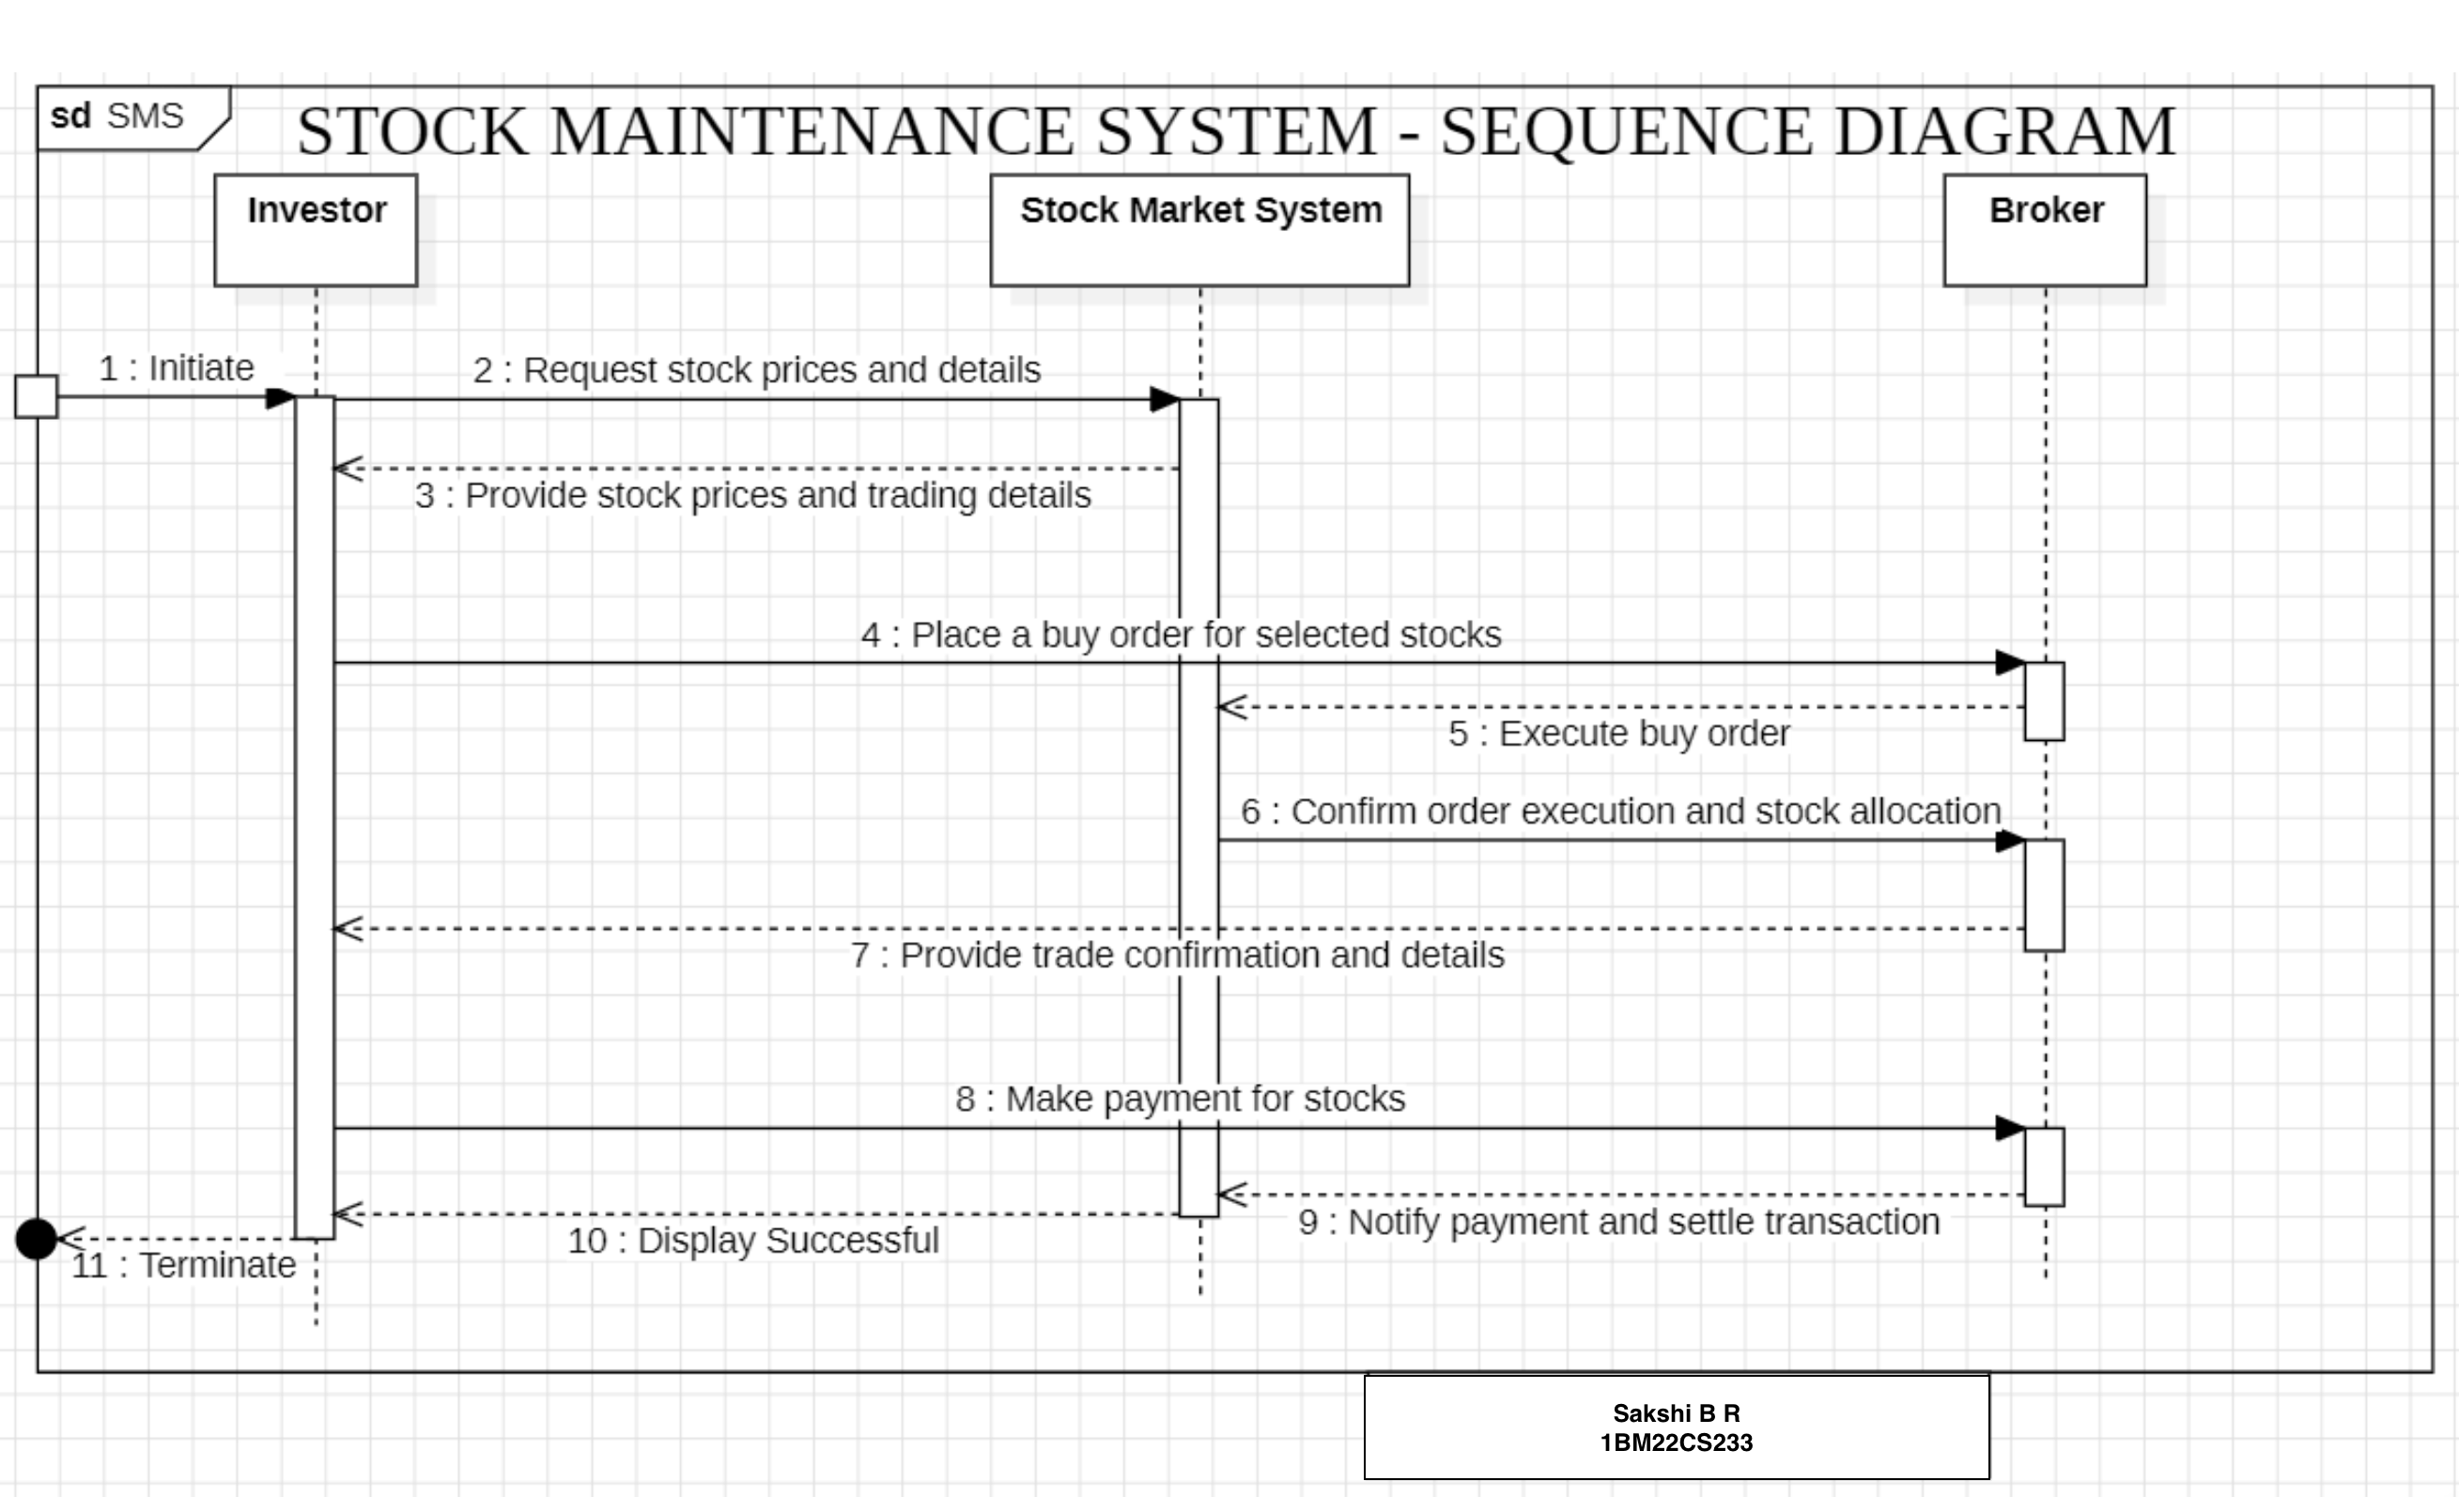 sd SMS
STOCK MAINTENANCE SYSTEM - SEQUENCE DIAGRAM
Investor
Stock Market System
Broker
1 : Initiate
2 : Request stock prices and details
3 : Provide stock prices and trading details
4 : Place a buy order for selected stocks
5 : Execute buy order
6 : Confirm order execution and stock allocation
7 : Provide trade confirmation and details
8 : Make payment for stocks
9 : Notify payment and settle transaction
10 : Display Successful
11 : Terminate
Sakshi B R
1BM22CS233